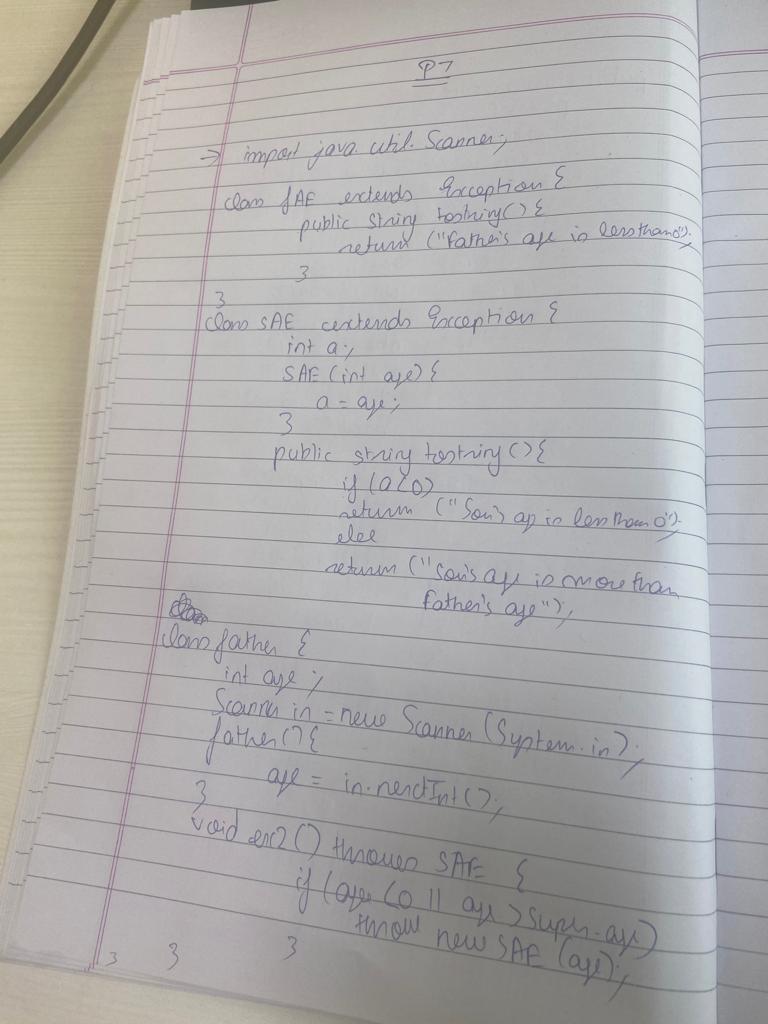 P7
→ import java util. Scanner;
class fAE extends Exception {
public String tostring() {
return ("Father's age is less than 0");
}
}
class SAE extends Exception {
int a;
SAE (int age) {
a = age;
}
public string tostring () {
if (a<0)
return ("Son's age is less than 0");
else
return ("Son's age is more than
Father's age");
class father {
int age ;
Scanner in = new Scanner (System.in);
father () {
age = in.nextInt ();
}
void ex2 () throws SAE {
if (age <0 || age > super.age)
throw new SAE (age);
} } }